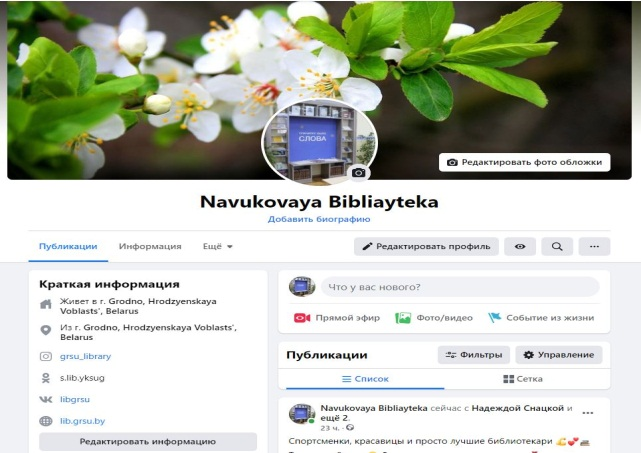 СЛОВА
Редактировать фото обложки
Navukovaya Bibliayteka
Добавить биографию
Публикации
Информация
Ещё
Редактировать профиль
Краткая информация
Живет в г. Grodno, Hrodzyenskaya
Voblasts', Belarus
Из г. Grodno, Hrodzyenskaya Voblasts',
Belarus
grsu_library
s.lib.yksug
libgrsu
lib.grsu.by
Редактировать информацию
Что у вас нового?
Прямой эфир
Фото/видео
Событие из жизни
Публикации
Фильтры
Управление
Список
Сетка
Navukovaya Bibliayteka сейчас с Надеждой Снацкой и
ещё 2.
23 ч. ·
Спортсменки, красавицы и просто лучшие библиотекари 💪💕📚